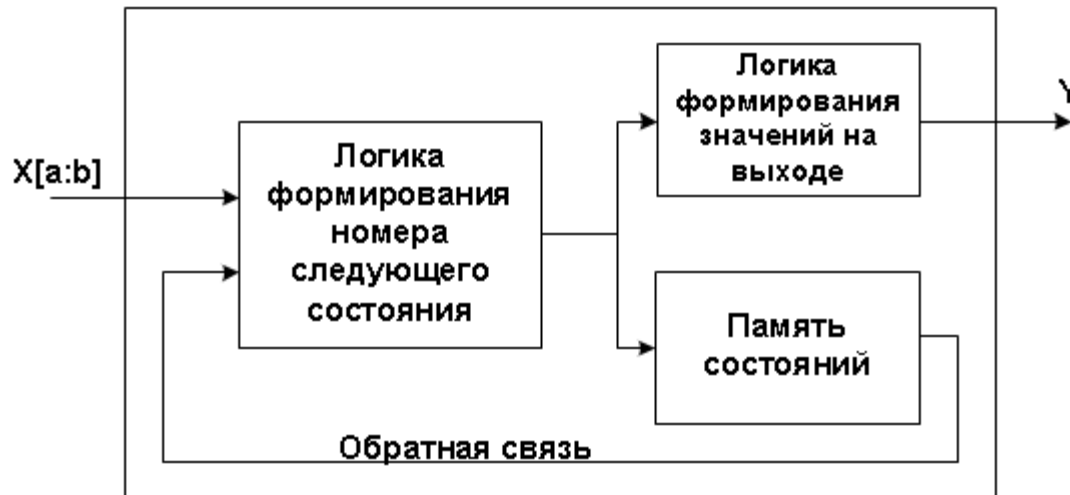 X[a:b]
Логика
формирования
номера
следующего
состояния
Логика
формирования
значений на
выходе
Y
Память
состояний
Обратная связь